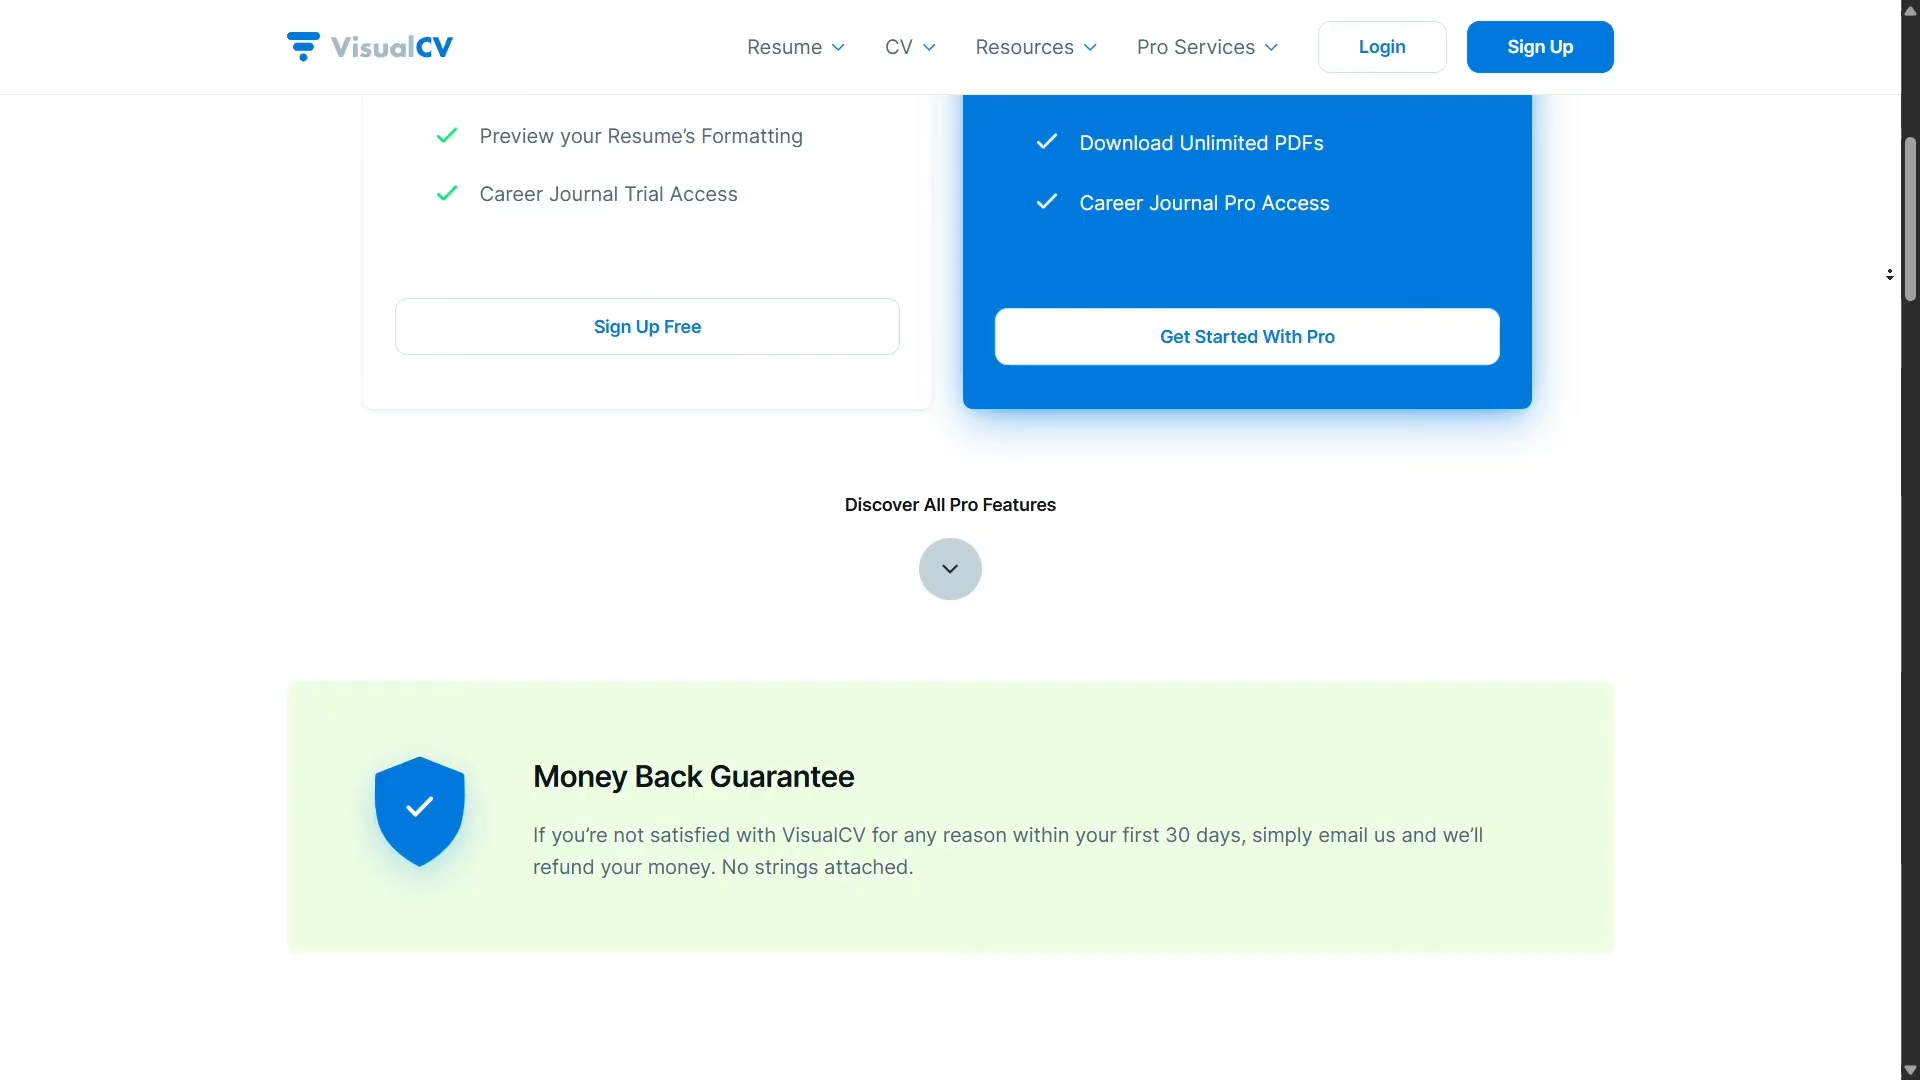 VisualCV
Resume
CV
Resources
Pro Services
Login
Sign Up
Preview your Resume’s Formatting
Career Journal Trial Access
Sign Up Free
Download Unlimited PDFs
Career Journal Pro Access
Get Started With Pro
Discover All Pro Features
Money Back Guarantee
If you’re not satisfied with VisualCV for any reason within your first 30 days, simply email us and we’ll
refund your money. No strings attached.